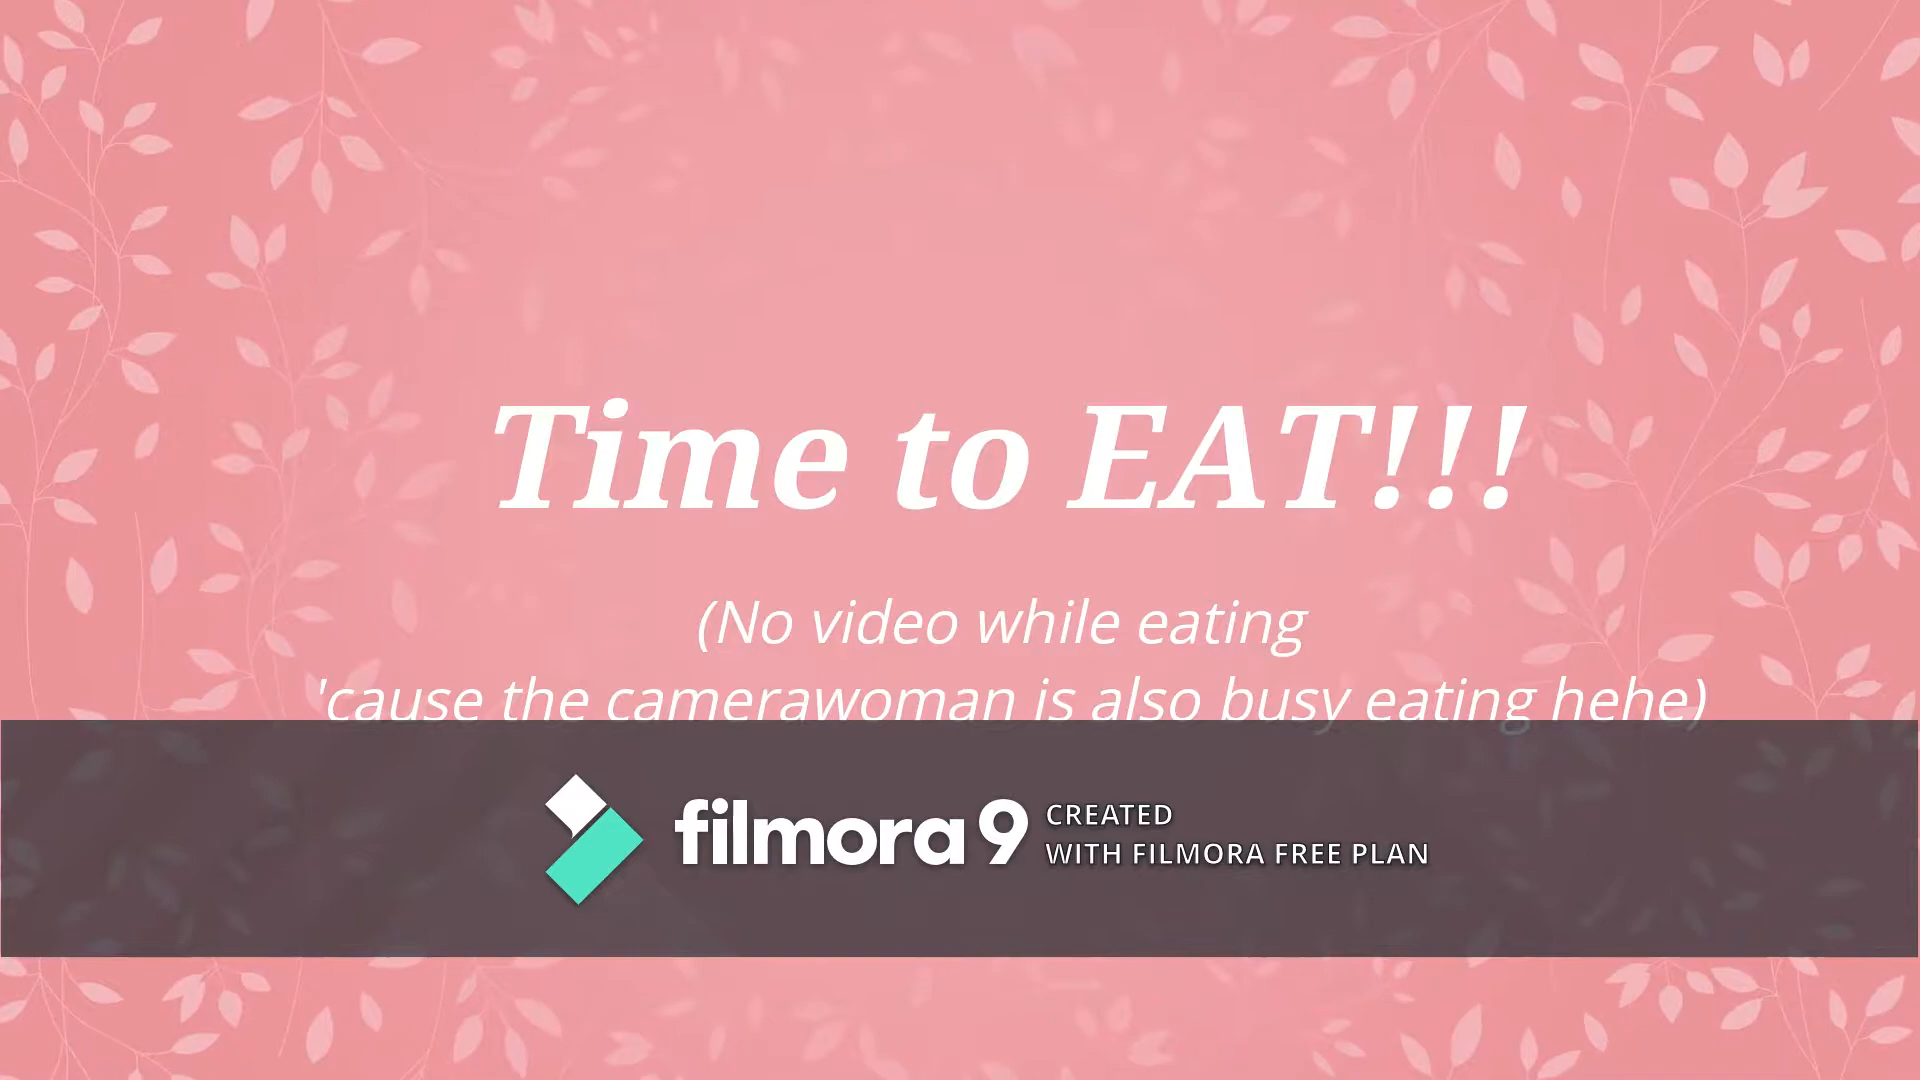 Time to EAT!!!
(No video while eating
'cause the camerawoman is also busy eating hehe)
filmora 9
CREATED
WITH FILMORA FREE PLAN